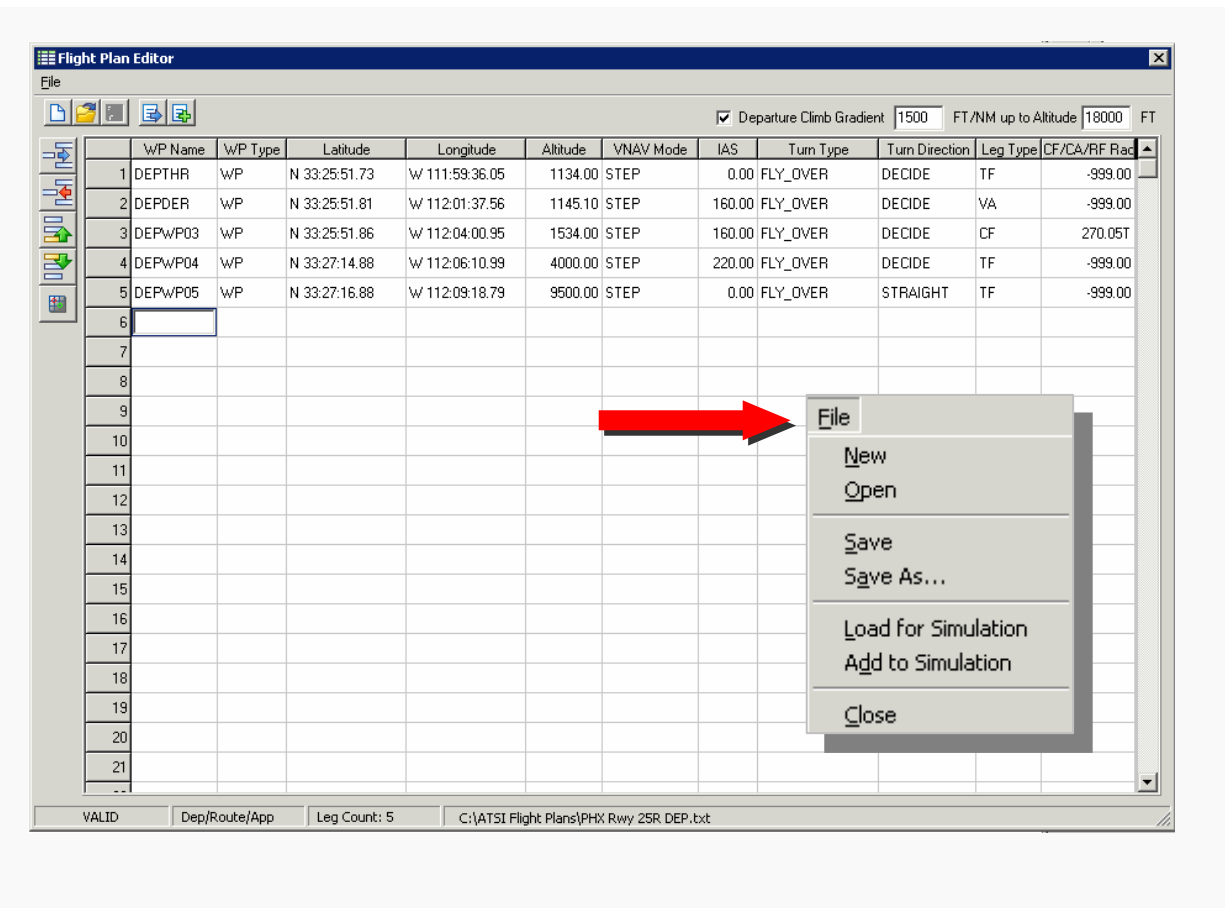 Flight Plan Editor
File
Departure Climb Gradient 1500 FT/NM up to Altitude 18000 FT
WP Name WP Type Latitude Longitude Altitude VNAV Mode IAS Turn Type Turn Direction Leg Type CF/CA/RF Rad
1 DEPTHR WP N 33:25:51.73 W 111:59:36.05 1134.00 STEP 0.00 FLY_OVER DECIDE TF -999.00
2 DEPDER WP N 33:25:51.81 W 112:01:37.56 1145.10 STEP 160.00 FLY_OVER DECIDE VA -999.00
3 DEPWP03 WP N 33:25:51.86 W 112:04:00.95 1534.00 STEP 160.00 FLY_OVER DECIDE CF 270.05T
4 DEPWP04 WP N 33:27:14.88 W 112:06:10.99 4000.00 STEP 220.00 FLY_OVER DECIDE TF -999.00
5 DEPWP05 WP N 33:27:16.88 W 112:09:18.79 9500.00 STEP 0.00 FLY_OVER STRAIGHT TF -999.00
6
7
8
9
10
11
12
13
14
15
16
17
18
19
20
21
File
New
Open
Save
Save As...
Load for Simulation
Add to Simulation
Close
VALID Dep/Route/App Leg Count: 5 C:\ATSI Flight Plans\PHX Rwy 25R DEP.txt